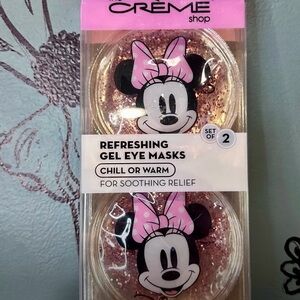 CRÈME
shop
REFRESHING
GEL EYE MASKS
SET
OF
2
CHILL OR WARM
FOR SOOTHING RELIEF